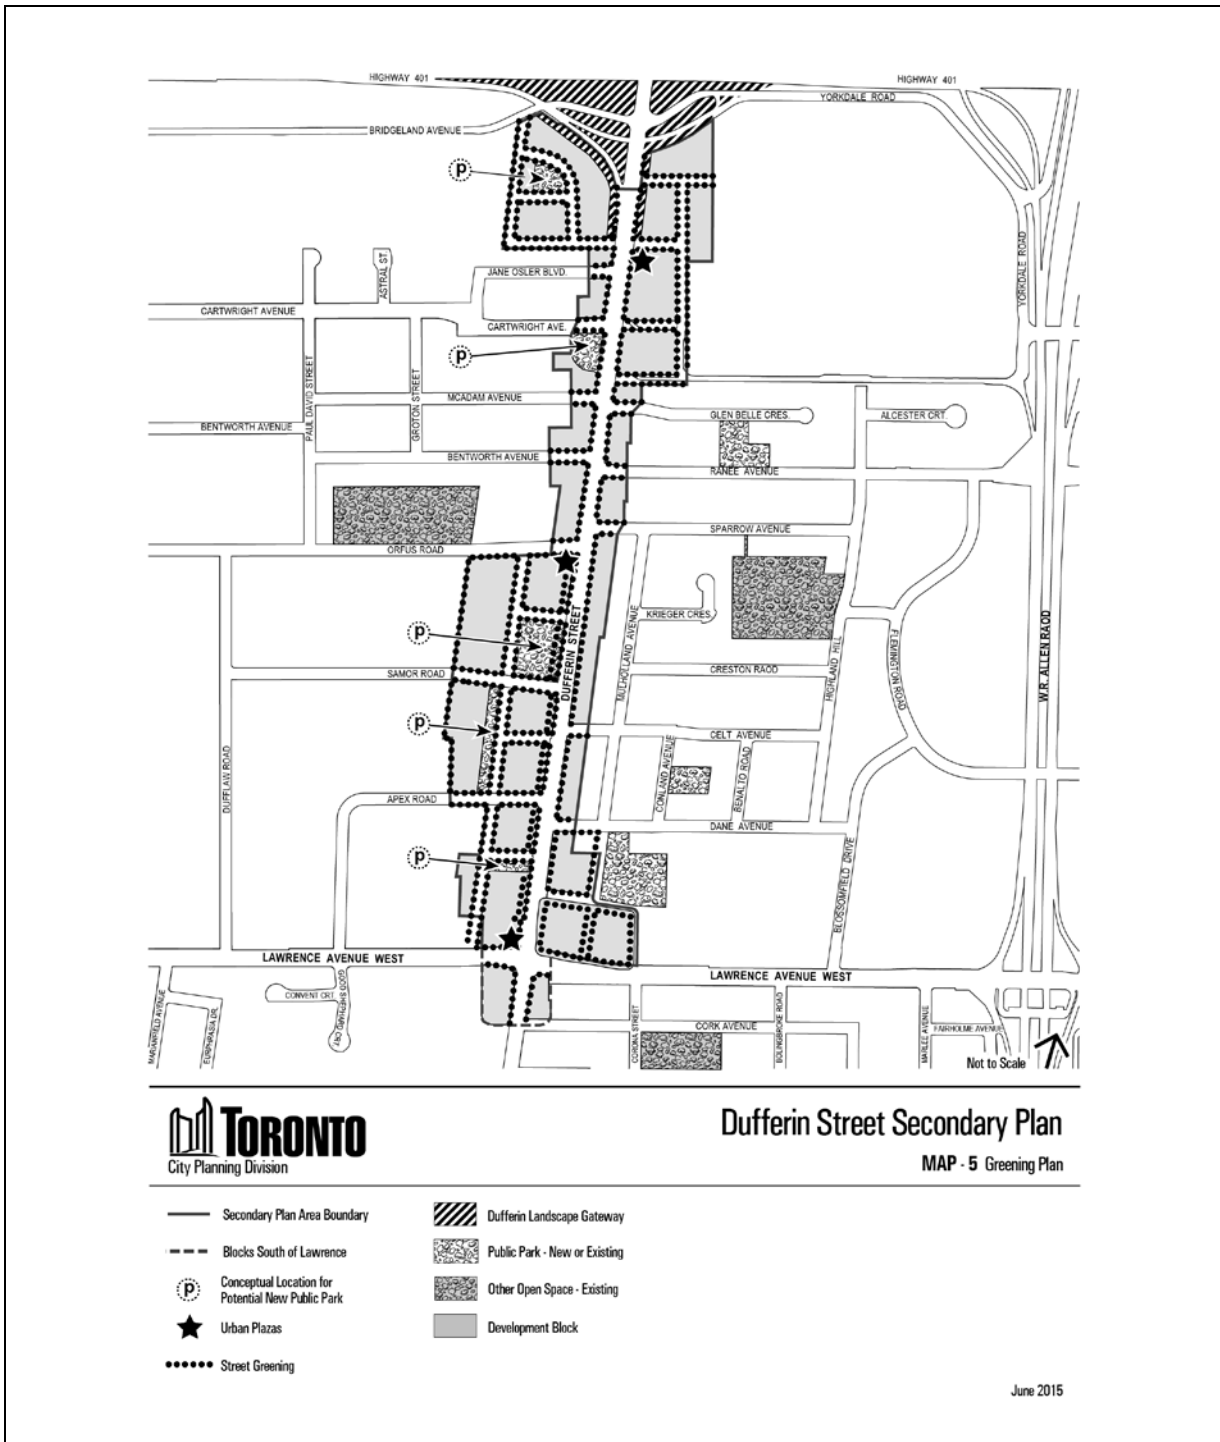 HIGHWAY 401
HIGHWAY 401
YORKDALE ROAD
BRIDGELAND AVENUE
P
YORKDALE ROAD
ASTRAL ST.
JANE OSLER BLVD.
CARTWRIGHT AVENUE
CARTWRIGHT AVE.
P
PAUL DAVID STREET
GROTON STREET
MCADAM AVENUE
GLEN BELLE CRES.
ALCESTER CRT.
BENTWORTH AVENUE
BENTWORTH AVENUE
RANEE AVENUE
SPARROW AVENUE
ORFUS ROAD
DUFFERIN STREET
MULHOLLAND AVENUE
KRIEGER CRES.
P
HIGHLAND HILL
FLEMINGTON ROAD
W.R. ALLEN RAOD
SAMOR ROAD
CRESTON RAOD
P
CELT AVENUE
DUFFLAW ROAD
CONLAND AVENUE
BENALTO ROAD
APEX ROAD
DANE AVENUE
P
BLOSSOMFIELD DRIVE
LAWRENCE AVENUE WEST
LAWRENCE AVENUE WEST
CONVENT CRT.
GOOD SHEPHARD CRT.
MARIANFIELD AVENUE
EUPHRASIA DR.
CORONA STREET
CORK AVENUE
BOLINGBROKE ROAD
MARLEE AVENUE
FAIRHOLME AVENUE
Not to Scale
TORONTO
City Planning Division
Dufferin Street Secondary Plan
MAP - 5 Greening Plan
Secondary Plan Area Boundary
Blocks South of Lawrence
P
Conceptual Location for
Potential New Public Park
Urban Plazas
Street Greening
Dufferin Landscape Gateway
Public Park - New or Existing
Other Open Space - Existing
Development Block
June 2015